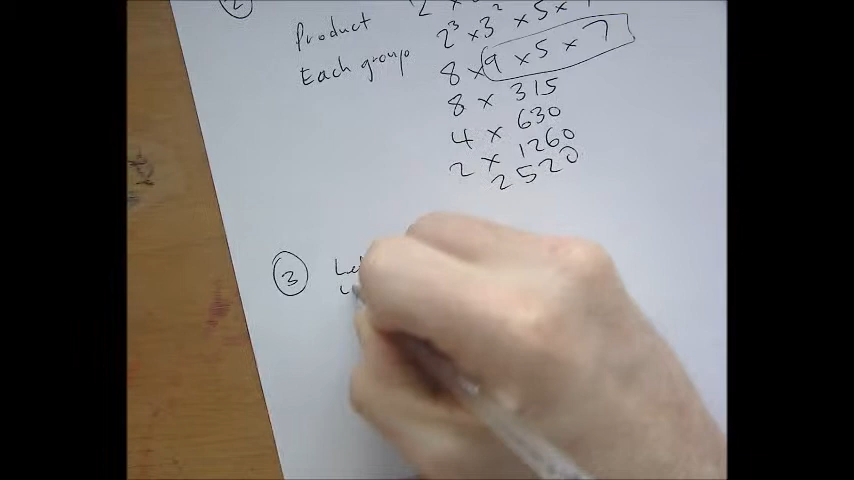 2
Product 2³ × 3² × 5 × 7
Each group 8 × 9 × 5 × 7
8 × 315
4 × 630
2 × 1260
2520
3